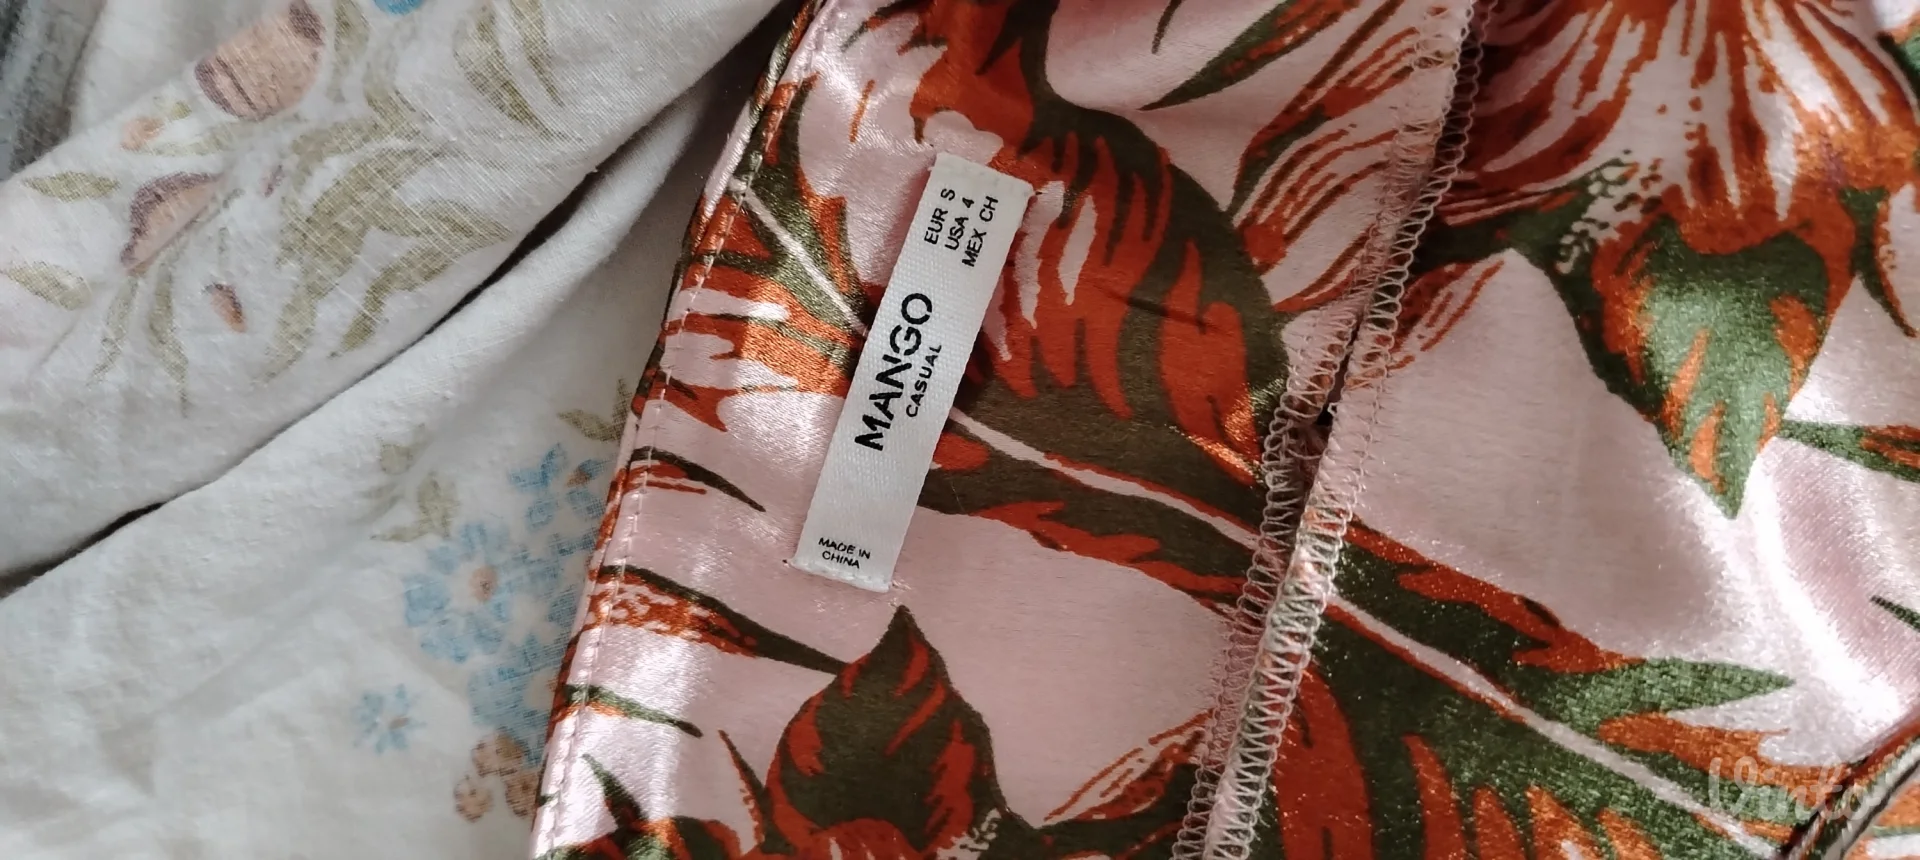 EUR S
USA 4
MEX CH
MANGO
CASUAL
MADE IN
CHINA